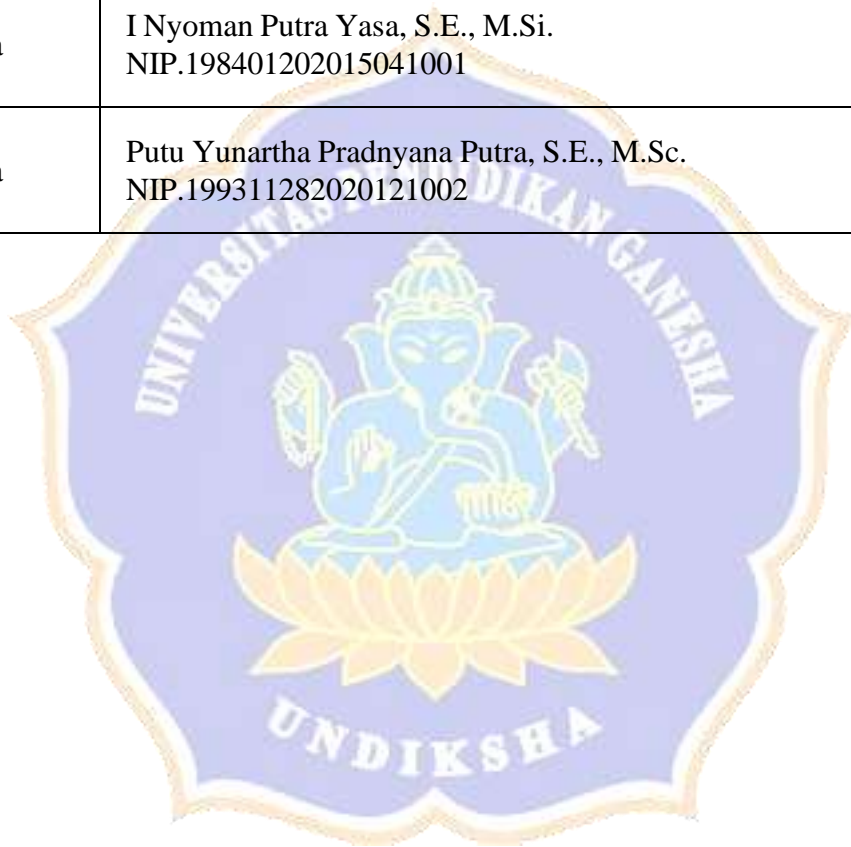 I Nyoman Putra Yasa, S.E., M.Si.
NIP.198401202015041001
Putu Yunartha Pradnyana Putra, S.E., M.Sc.
NIP.199311282020121002
UNIVERSITAS PENDIDIKAN GANESHA
UNDIKSHA